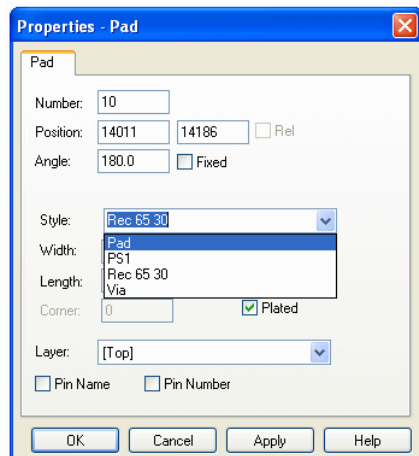 Properties - Pad
Pad
Number: 10
Position: 14011 14186 Rel
Angle: 180.0 Fixed
Style: Rec 65 30
Width: Pad
PS1
Length: Rec 65 30
Via
Corner: 0 Plated
Layer: [Top]
Pin Name Pin Number
OK Cancel Apply Help